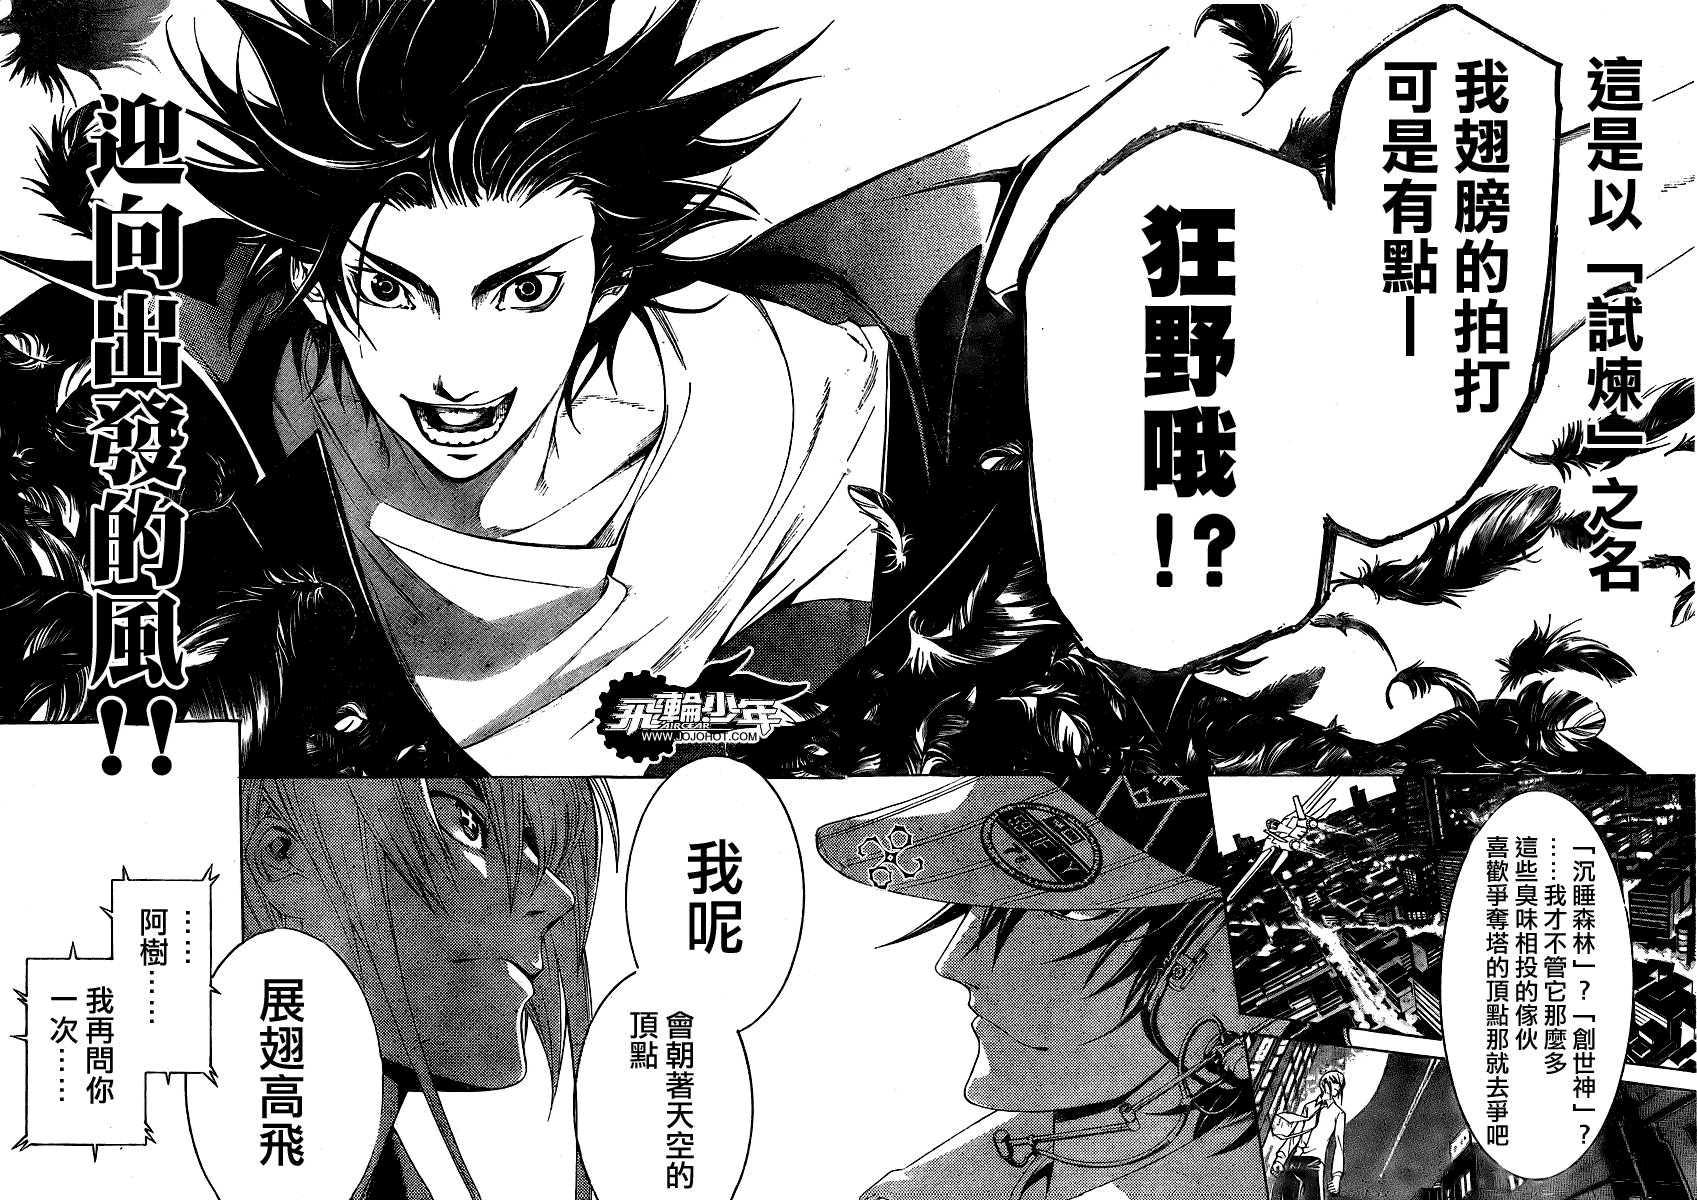 這是以「試煉」之名
我翅膀的拍打
可是有點—
狂野哦!?
迎向出發的風!!
飛輪少年
AIRGEAR
WWW.JOJOHOT.COM
「沉睡森林」?「創世神」?
……我才不管它那麼多
這些臭味相投的傢伙
喜歡爭奪塔的頂點那就去爭吧
我呢
會朝著天空的
頂點
展翅高飛
……
阿樹……
我再問你
一次……